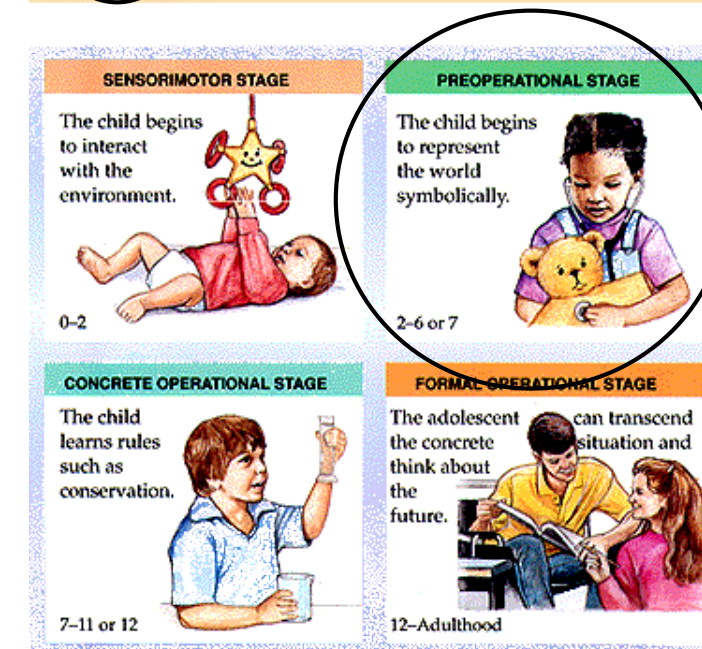 SENSORIMOTOR STAGE
The child begins
to interact
with the
environment.
0–2
PREOPERATIONAL STAGE
The child begins
to represent
the world
symbolically.
2–6 or 7
CONCRETE OPERATIONAL STAGE
The child
learns rules
such as
conservation.
7–11 or 12
FORMAL OPERATIONAL STAGE
The adolescent can transcend
the concrete situation and
think about
the
future.
12–Adulthood